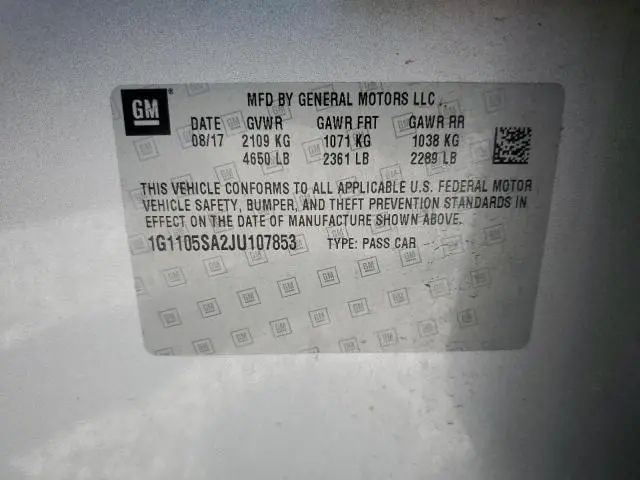 GM ® MFD BY GENERAL MOTORS LLC
DATE GVWR GAWR FRT GAWR RR
08/17 2109 KG 1071 KG 1038 KG
4650 LB 2361 LB 2289 LB
THIS VEHICLE CONFORMS TO ALL APPLICABLE U.S. FEDERAL MOTOR
VEHICLE SAFETY, BUMPER, AND THEFT PREVENTION STANDARDS IN
EFFECT ON THE DATE OF MANUFACTURE SHOWN ABOVE.
1G1105SA2JU107853 TYPE: PASS CAR